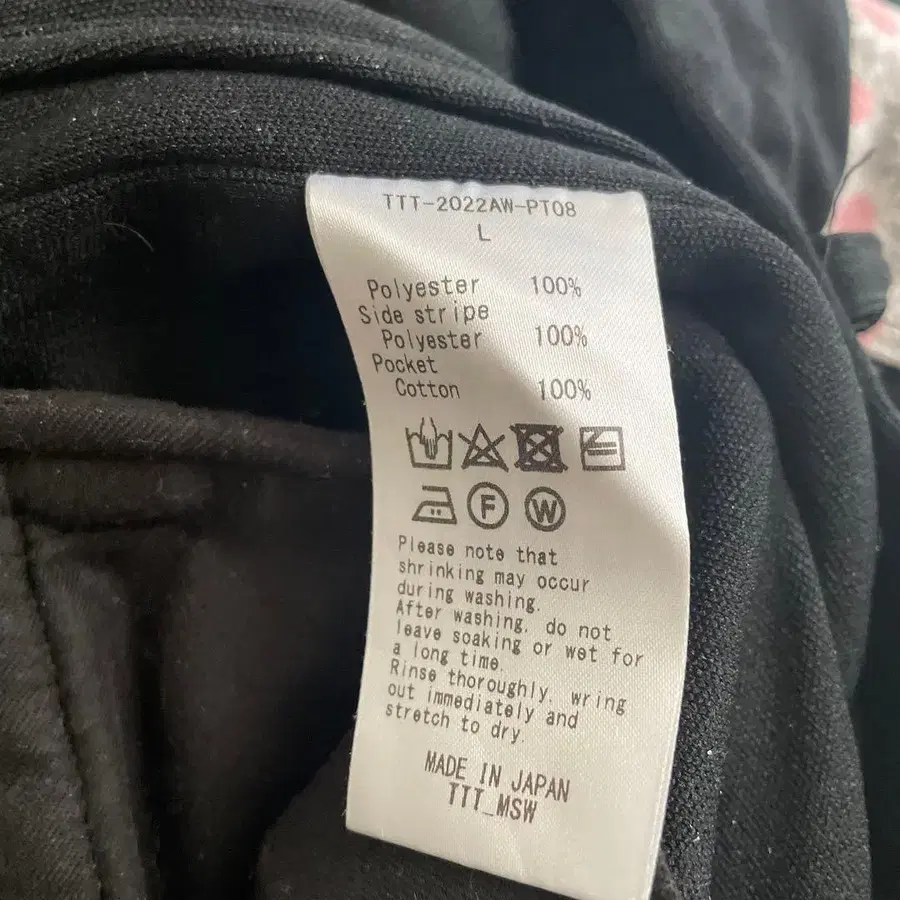 TTT-2022AW-PT08
L
Polyester 100%
Side stripe
Polyester 100%
Pocket
Cotton 100%
F W
Please note that
shrinking may occur
during washing.
After washing, do not
leave soaking or wet for
a long time.
Rinse thoroughly, wring
out immediately and
stretch to dry.
MADE IN JAPAN
TTT_MSW